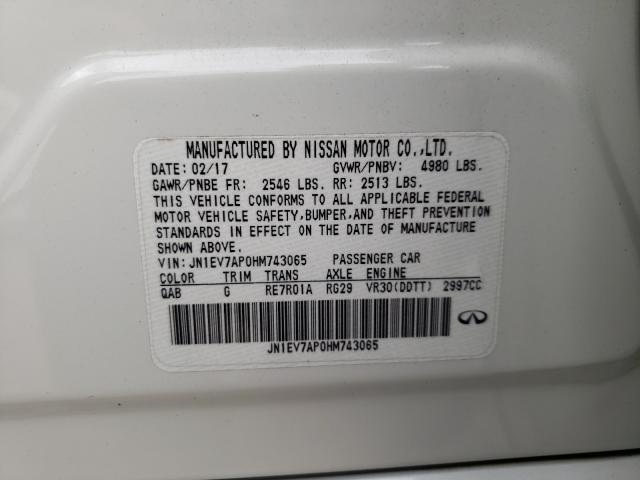 MANUFACTURED BY NISSAN MOTOR CO.,LTD.
DATE: 02/17 GVWR/PNBV: 4980 LBS.
GAWR/PNBE FR: 2546 LBS. RR: 2513 LBS.
THIS VEHICLE CONFORMS TO ALL APPLICABLE FEDERAL
MOTOR VEHICLE SAFETY,BUMPER,AND THEFT PREVENTION
STANDARDS IN EFFECT ON THE DATE OF MANUFACTURE
SHOWN ABOVE.
VIN: JN1EV7AP0HM743065 PASSENGER CAR
COLOR TRIM TRANS AXLE ENGINE
QAB G RE7R01A RG29 VR30(DDTT) 2997CC
JN1EV7AP0HM743065